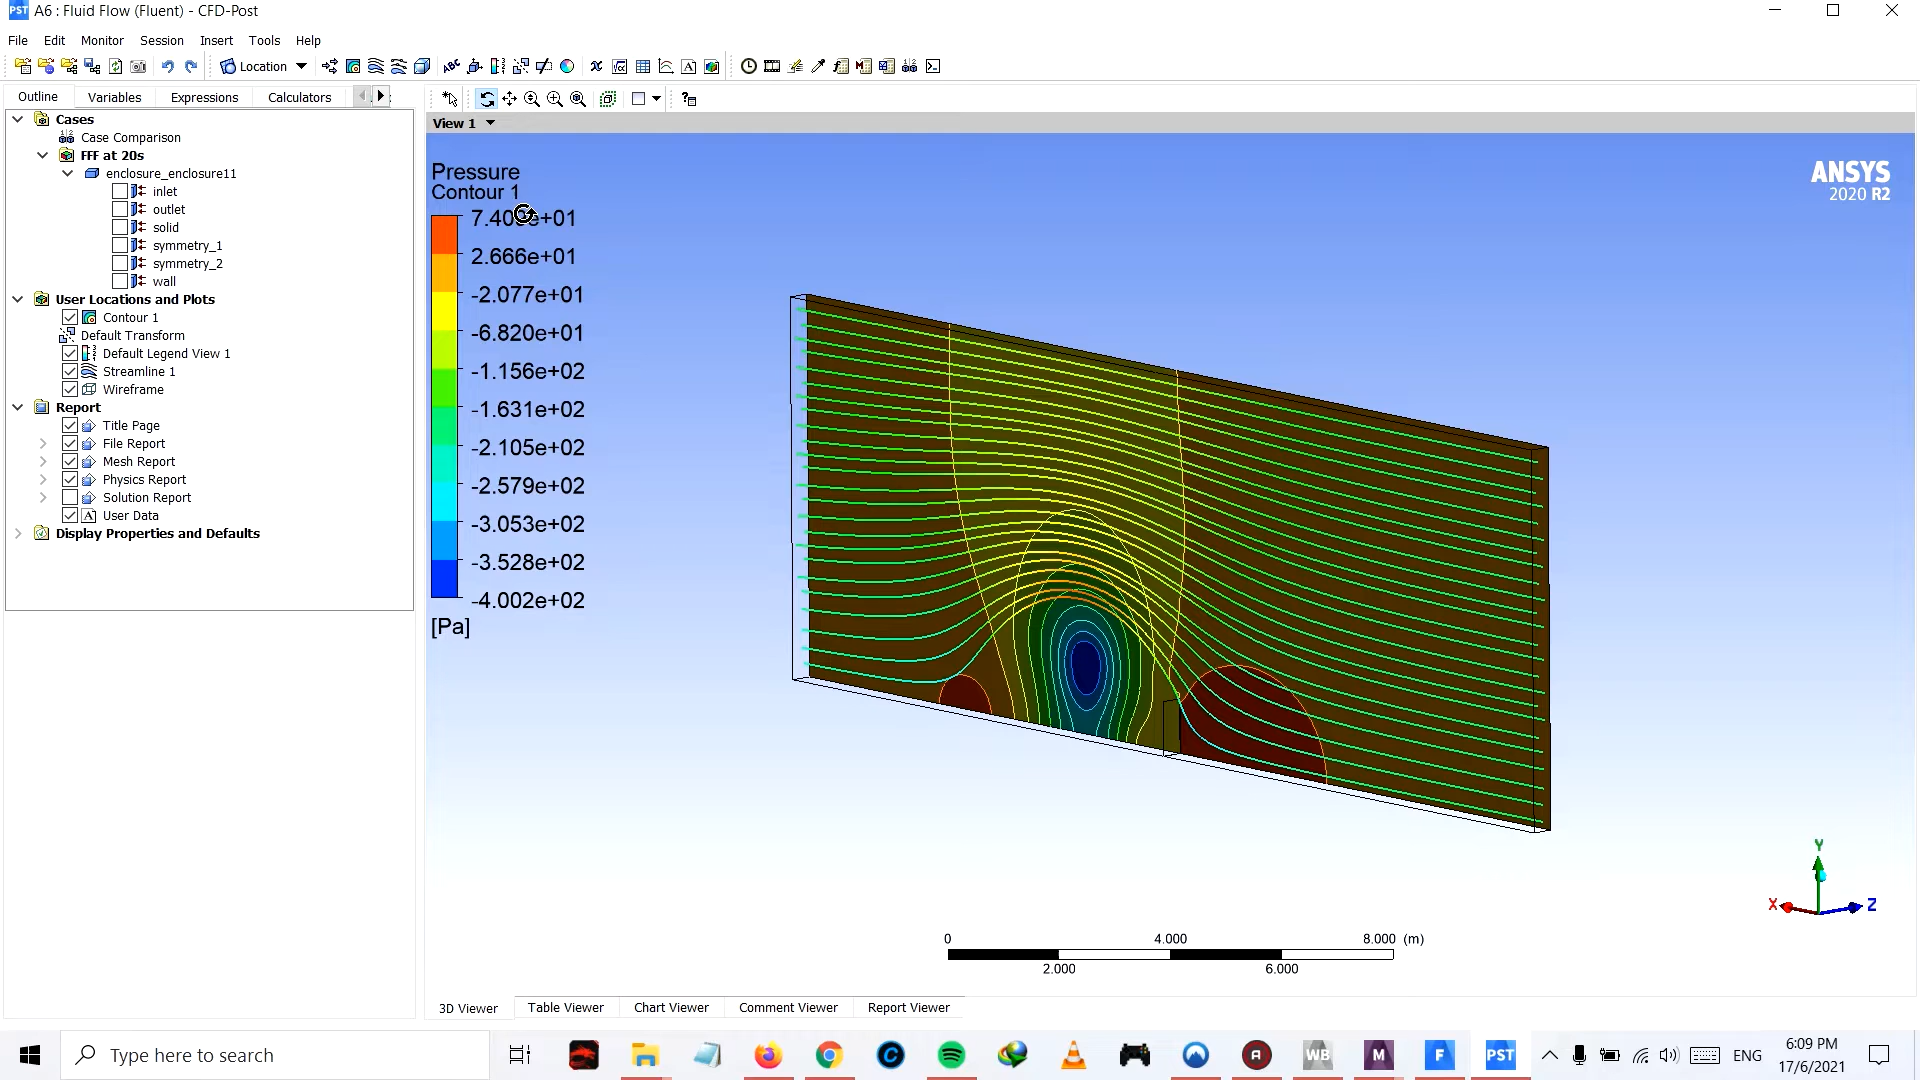 A6 : Fluid Flow (Fluent) - CFD-Post
File Edit Monitor Session Insert Tools Help
Location
Outline Variables Expressions Calculators
Cases
Case Comparison
FFF at 20s
enclosure_enclosure11
inlet
outlet
solid
symmetry_1
symmetry_2
wall
User Locations and Plots
Contour 1
Default Transform
Default Legend View 1
Streamline 1
Wireframe
Report
Title Page
File Report
Mesh Report
Physics Report
Solution Report
User Data
Display Properties and Defaults
View 1
Pressure
Contour 1
2.666e+01
-2.077e+01
-6.820e+01
-1.156e+02
-1.631e+02
-2.105e+02
-2.579e+02
-3.053e+02
-3.528e+02
-4.002e+02
[Pa]
ANSYS
2020 R2
Y
X Z
0 4.000 8.000 (m)
2.000 6.000
3D Viewer Table Viewer Chart Viewer Comment Viewer Report Viewer
Type here to search
WB M F PST
ENG
6:09 PM
17/6/2021